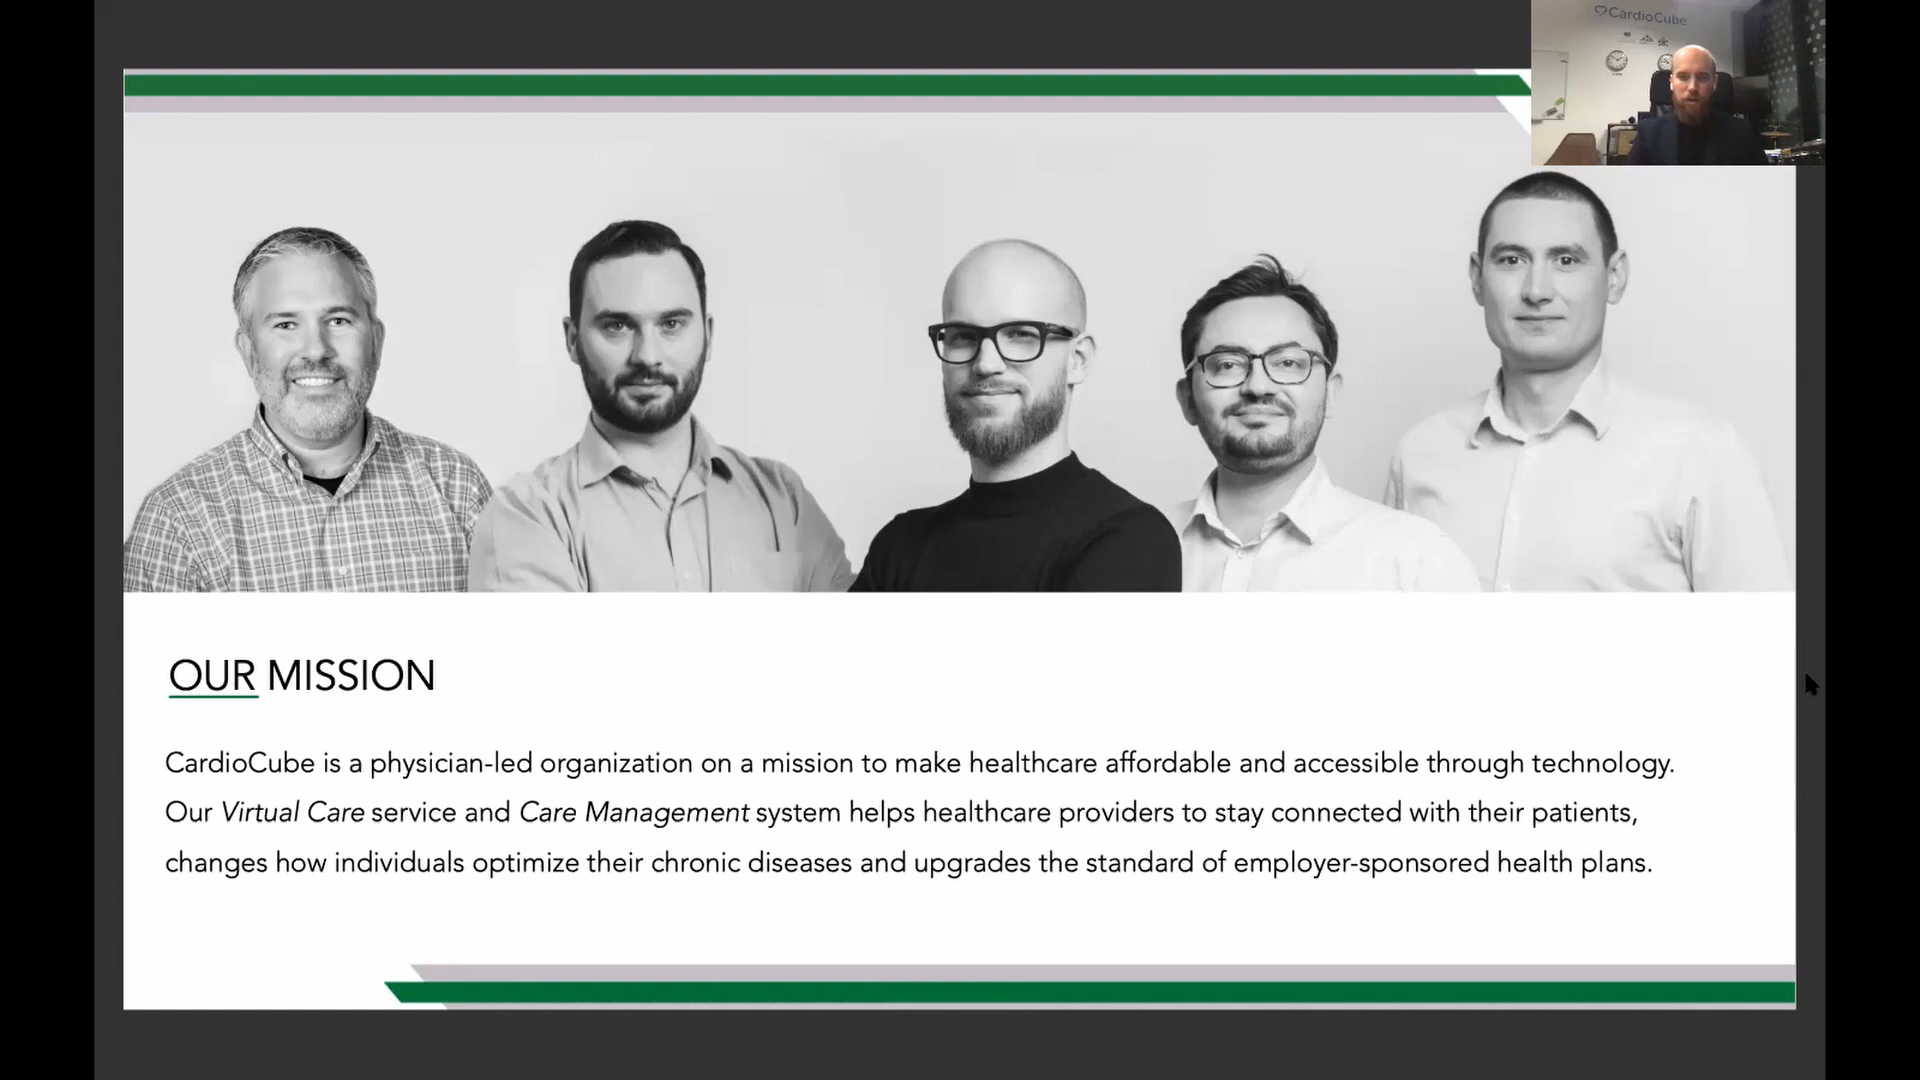 CardioCube
OUR MISSION
CardioCube is a physician-led organization on a mission to make healthcare affordable and accessible through technology.
Our Virtual Care service and Care Management system helps healthcare providers to stay connected with their patients,
changes how individuals optimize their chronic diseases and upgrades the standard of employer-sponsored health plans.